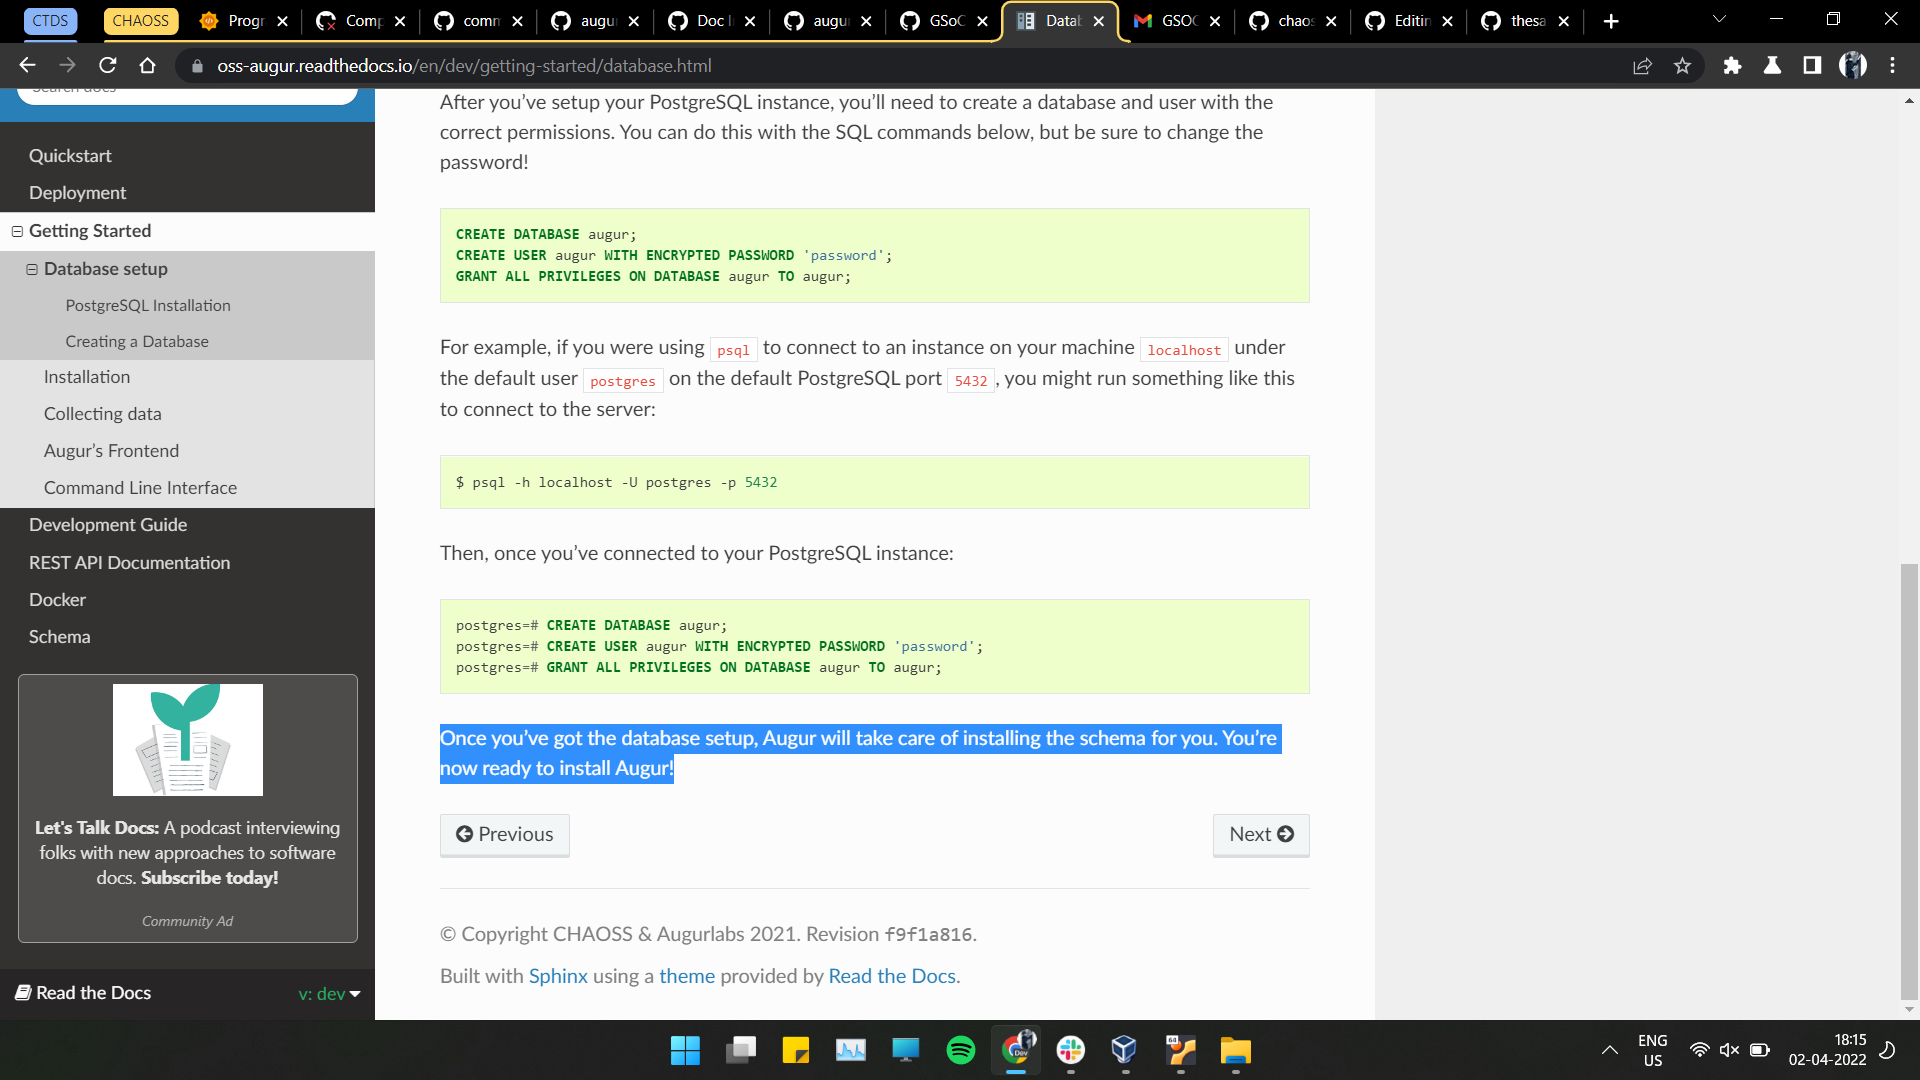 CTDS
CHAOSS
Progr
Comp
comm
augur
Doc I
augur
GSoC
Datab
GSOC
chaos
Editin
thesa
oss-augur.readthedocs.io/en/dev/getting-started/database.html
Search docs
Quickstart
Deployment
Getting Started
Database setup
PostgreSQL Installation
Creating a Database
Installation
Collecting data
Augur’s Frontend
Command Line Interface
Development Guide
REST API Documentation
Docker
Schema
Let's Talk Docs: A podcast interviewing
folks with new approaches to software
docs. Subscribe today!
Community Ad
Read the Docs
v: dev
After you’ve setup your PostgreSQL instance, you’ll need to create a database and user with the
correct permissions. You can do this with the SQL commands below, but be sure to change the
password!
CREATE DATABASE augur;
CREATE USER augur WITH ENCRYPTED PASSWORD 'password';
GRANT ALL PRIVILEGES ON DATABASE augur TO augur;
For example, if you were using psql to connect to an instance on your machine localhost under
the default user postgres on the default PostgreSQL port 5432, you might run something like this
to connect to the server:
$ psql -h localhost -U postgres -p 5432
Then, once you’ve connected to your PostgreSQL instance:
postgres=# CREATE DATABASE augur;
postgres=# CREATE USER augur WITH ENCRYPTED PASSWORD 'password';
postgres=# GRANT ALL PRIVILEGES ON DATABASE augur TO augur;
Once you’ve got the database setup, Augur will take care of installing the schema for you. You’re
now ready to install Augur!
Previous
Next
© Copyright CHAOSS & Augurlabs 2021. Revision f9f1a816.
Built with Sphinx using a theme provided by Read the Docs.
Dev
64
ENG
US
18:15
02-04-2022